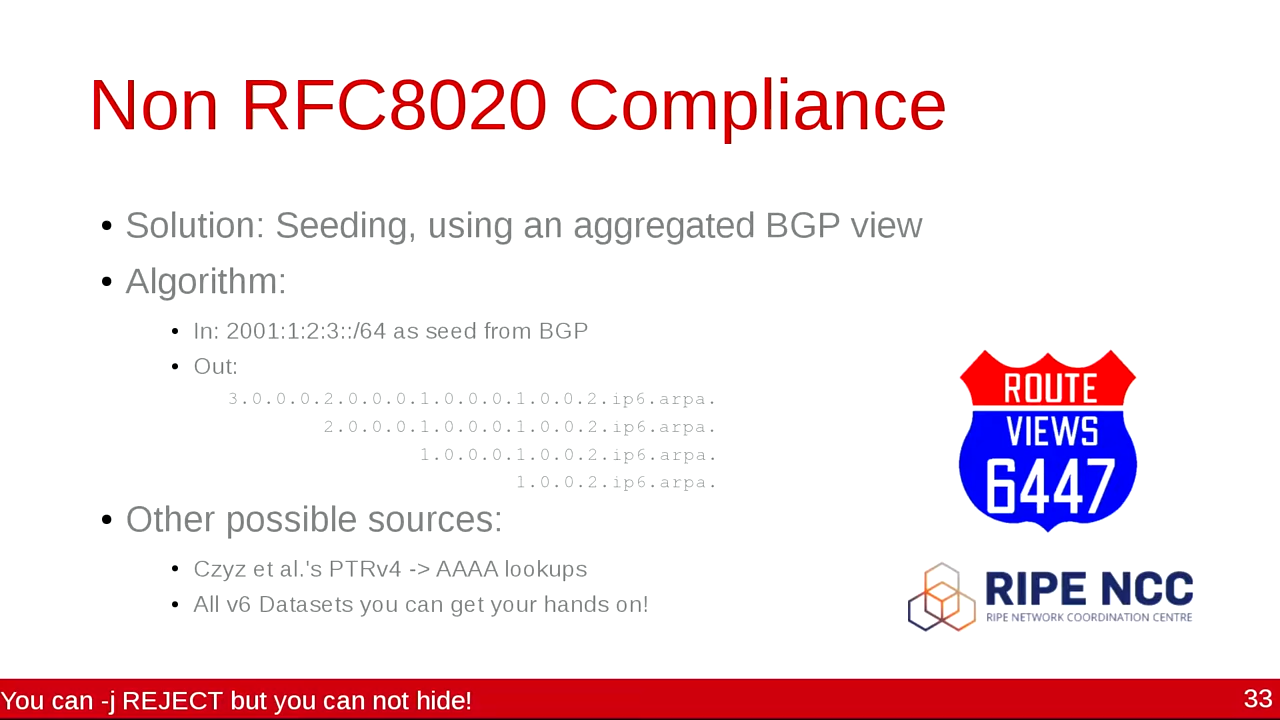 Non RFC8020 Compliance
• Solution: Seeding, using an aggregated BGP view
• Algorithm:
• In: 2001:1:2:3::/64 as seed from BGP
• Out:
3.0.0.0.2.0.0.0.1.0.0.0.1.0.0.2.ip6.arpa.
2.0.0.0.1.0.0.0.1.0.0.2.ip6.arpa.
1.0.0.0.1.0.0.2.ip6.arpa.
1.0.0.2.ip6.arpa.
• Other possible sources:
• Czyz et al.'s PTRv4 -> AAAA lookups
• All v6 Datasets you can get your hands on!
ROUTE
VIEWS
6447
RIPE NCC
RIPE NETWORK COORDINATION CENTRE
You can -j REJECT but you can not hide!
33